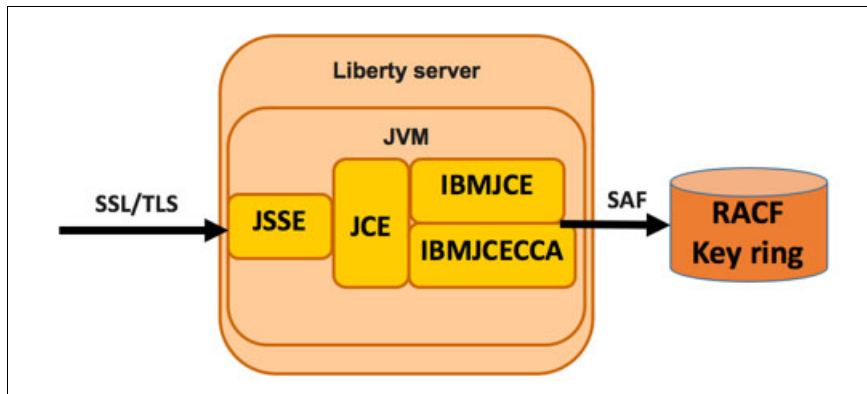 Liberty server
JVM
SSL/TLS
JSSE
JCE
IBMJCE
IBMJCECCA
SAF
RACF
Key ring